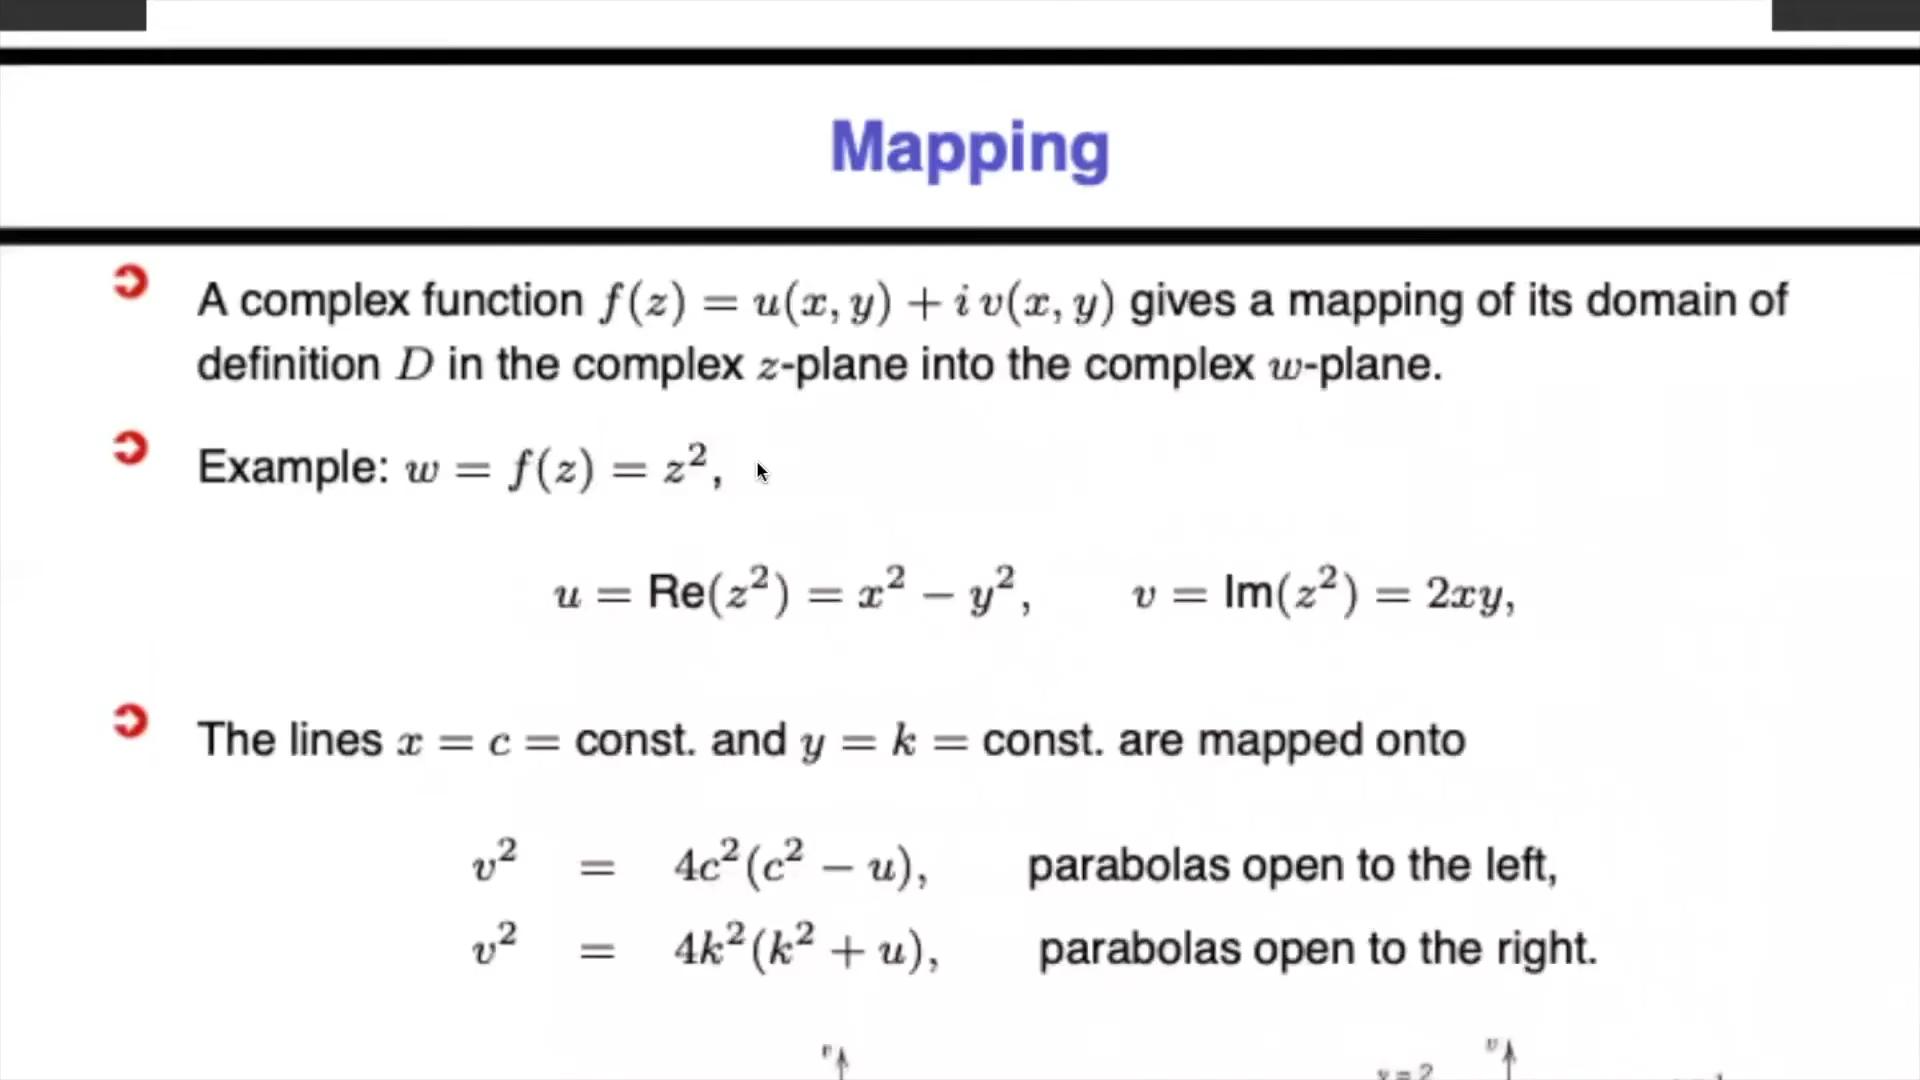 Mapping
A complex function f(z) = u(x, y) + i v(x, y) gives a mapping of its domain of
definition D in the complex z-plane into the complex w-plane.
Example: w = f(z) = z²,
u = Re(z²) = x² − y², v = Im(z²) = 2xy,
The lines x = c = const. and y = k = const. are mapped onto
v² = 4c²(c² − u), parabolas open to the left,
v² = 4k²(k² + u), parabolas open to the right.
v